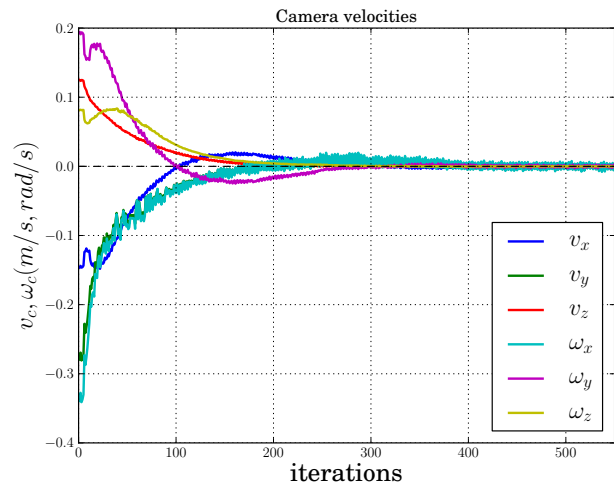 Camera velocities
0.2
0.1
0.0
−0.1
−0.2
−0.3
−0.4
v_c, ω_c(m/s, rad/s)
v_x
v_y
v_z
ω_x
ω_y
ω_z
0 100 200 300 400 500
iterations